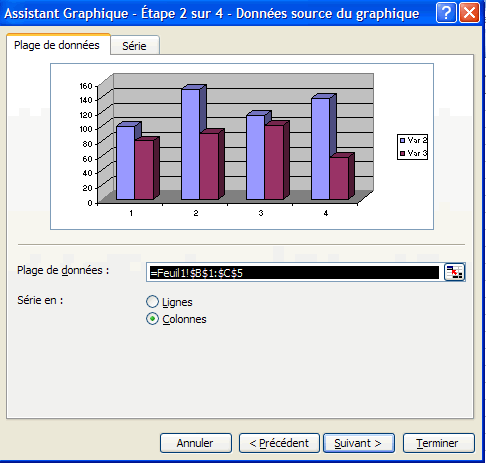 Assistant Graphique - Étape 2 sur 4 - Données source du graphique
Plage de données Série
160
140
120
100
80
60
40
20
0
1 2 3 4
Var 2
Var 3
Plage de données : =Feuil1!$B$1:$C$5
Série en : Lignes
Colonnes
Annuler < Précédent Suivant > Terminer